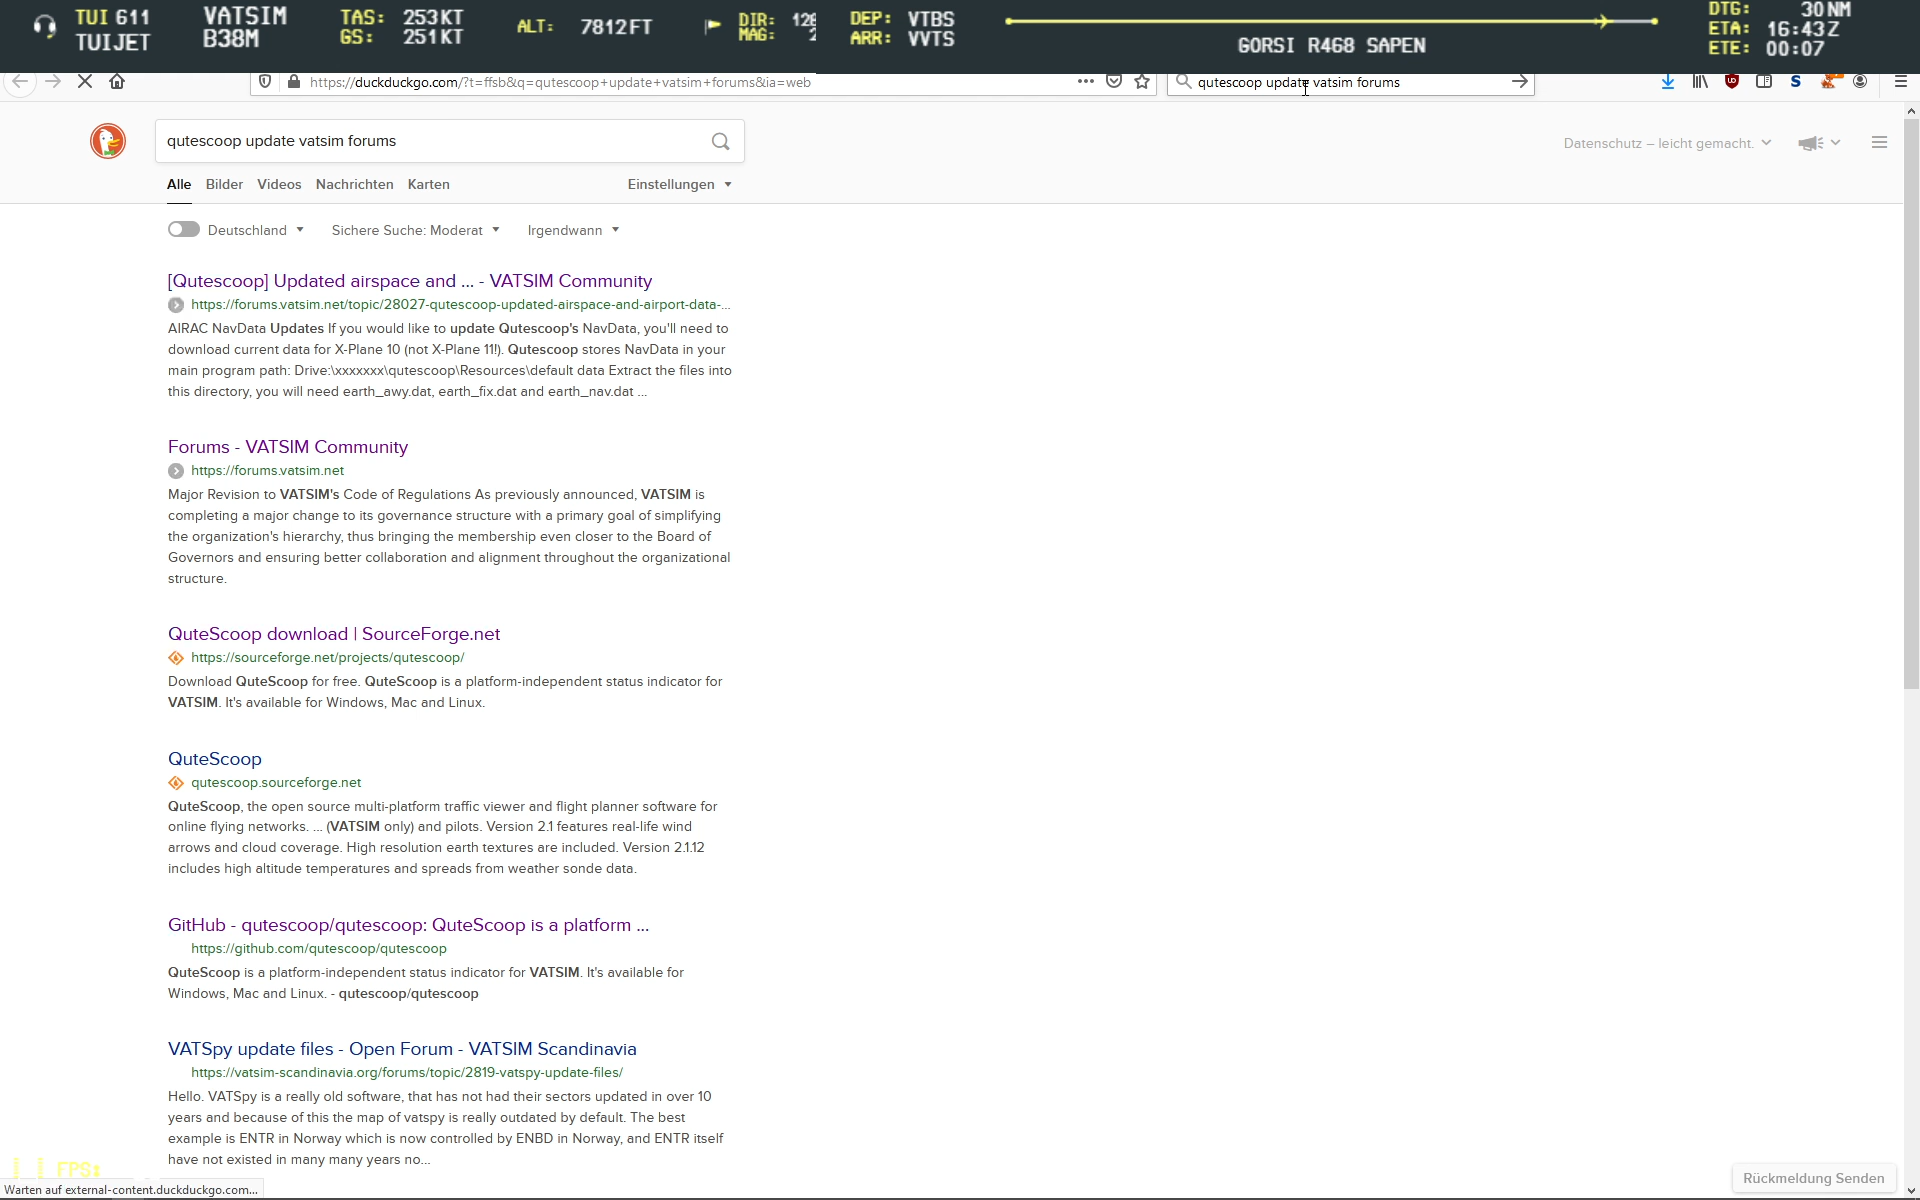 TUI 611 VATSIM TAS: 253 KT ALT: 7812 FT DIR: MAG: DEP: VTBS DTG: 30 NM
TUIJET B38M GS: 251 KT ARR: VVTS GORSI R468 SAPEN ETA: 16:43 Z
ETE: 00:07
https://duckduckgo.com/?t=ffsb&q=qutescoop+update+vatsim+forums&ia=web qutescoop update vatsim forums
qutescoop update vatsim forums Datenschutz – leicht gemacht.
Alle Bilder Videos Nachrichten Karten Einstellungen
Deutschland Sichere Suche: Moderat Irgendwann
[Qutescoop] Updated airspace and ... - VATSIM Community
https://forums.vatsim.net/topic/28027-qutescoop-updated-airspace-and-airport-data-...
AIRAC NavData Updates If you would like to update Qutescoop's NavData, you'll need to
download current data for X-Plane 10 (not X-Plane 11!). Qutescoop stores NavData in your
main program path: Drive:\xxxxxxx\qutescoop\Resources\default data Extract the files into
this directory, you will need earth_awy.dat, earth_fix.dat and earth_nav.dat ...
Forums - VATSIM Community
https://forums.vatsim.net
Major Revision to VATSIM's Code of Regulations As previously announced, VATSIM is
completing a major change to its governance structure with a primary goal of simplifying
the organization's hierarchy, thus bringing the membership even closer to the Board of
Governors and ensuring better collaboration and alignment throughout the organizational
structure.
QuteScoop download | SourceForge.net
https://sourceforge.net/projects/qutescoop/
Download QuteScoop for free. QuteScoop is a platform-independent status indicator for
VATSIM. It's available for Windows, Mac and Linux.
QuteScoop
qutescoop.sourceforge.net
QuteScoop, the open source multi-platform traffic viewer and flight planner software for
online flying networks. ... (VATSIM only) and pilots. Version 2.1 features real-life wind
arrows and cloud coverage. High resolution earth textures are included. Version 2.1.12
includes high altitude temperatures and spreads from weather sonde data.
GitHub - qutescoop/qutescoop: QuteScoop is a platform ...
https://github.com/qutescoop/qutescoop
QuteScoop is a platform-independent status indicator for VATSIM. It's available for
Windows, Mac and Linux. - qutescoop/qutescoop
VATSpy update files - Open Forum - VATSIM Scandinavia
https://vatsim-scandinavia.org/forums/topic/2819-vatspy-update-files/
Hello. VATSpy is a really old software, that has not had their sectors updated in over 10
years and because of this the map of vatspy is really outdated by default. The best
example is ENTR in Norway which is now controlled by ENBD in Norway, and ENTR itself
have not existed in many many years no...
FPS:
Rückmeldung Senden
Warten auf external-content.duckduckgo.com...